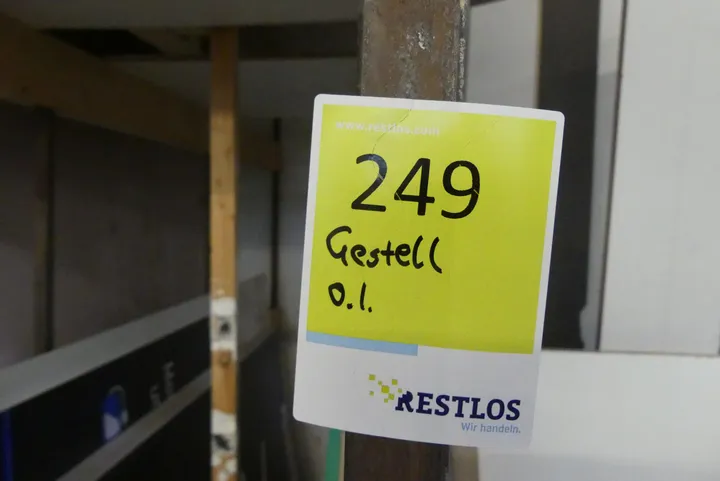 www.restlos.com
249
Gestell
o.I.
RESTLOS
Wir handeln.